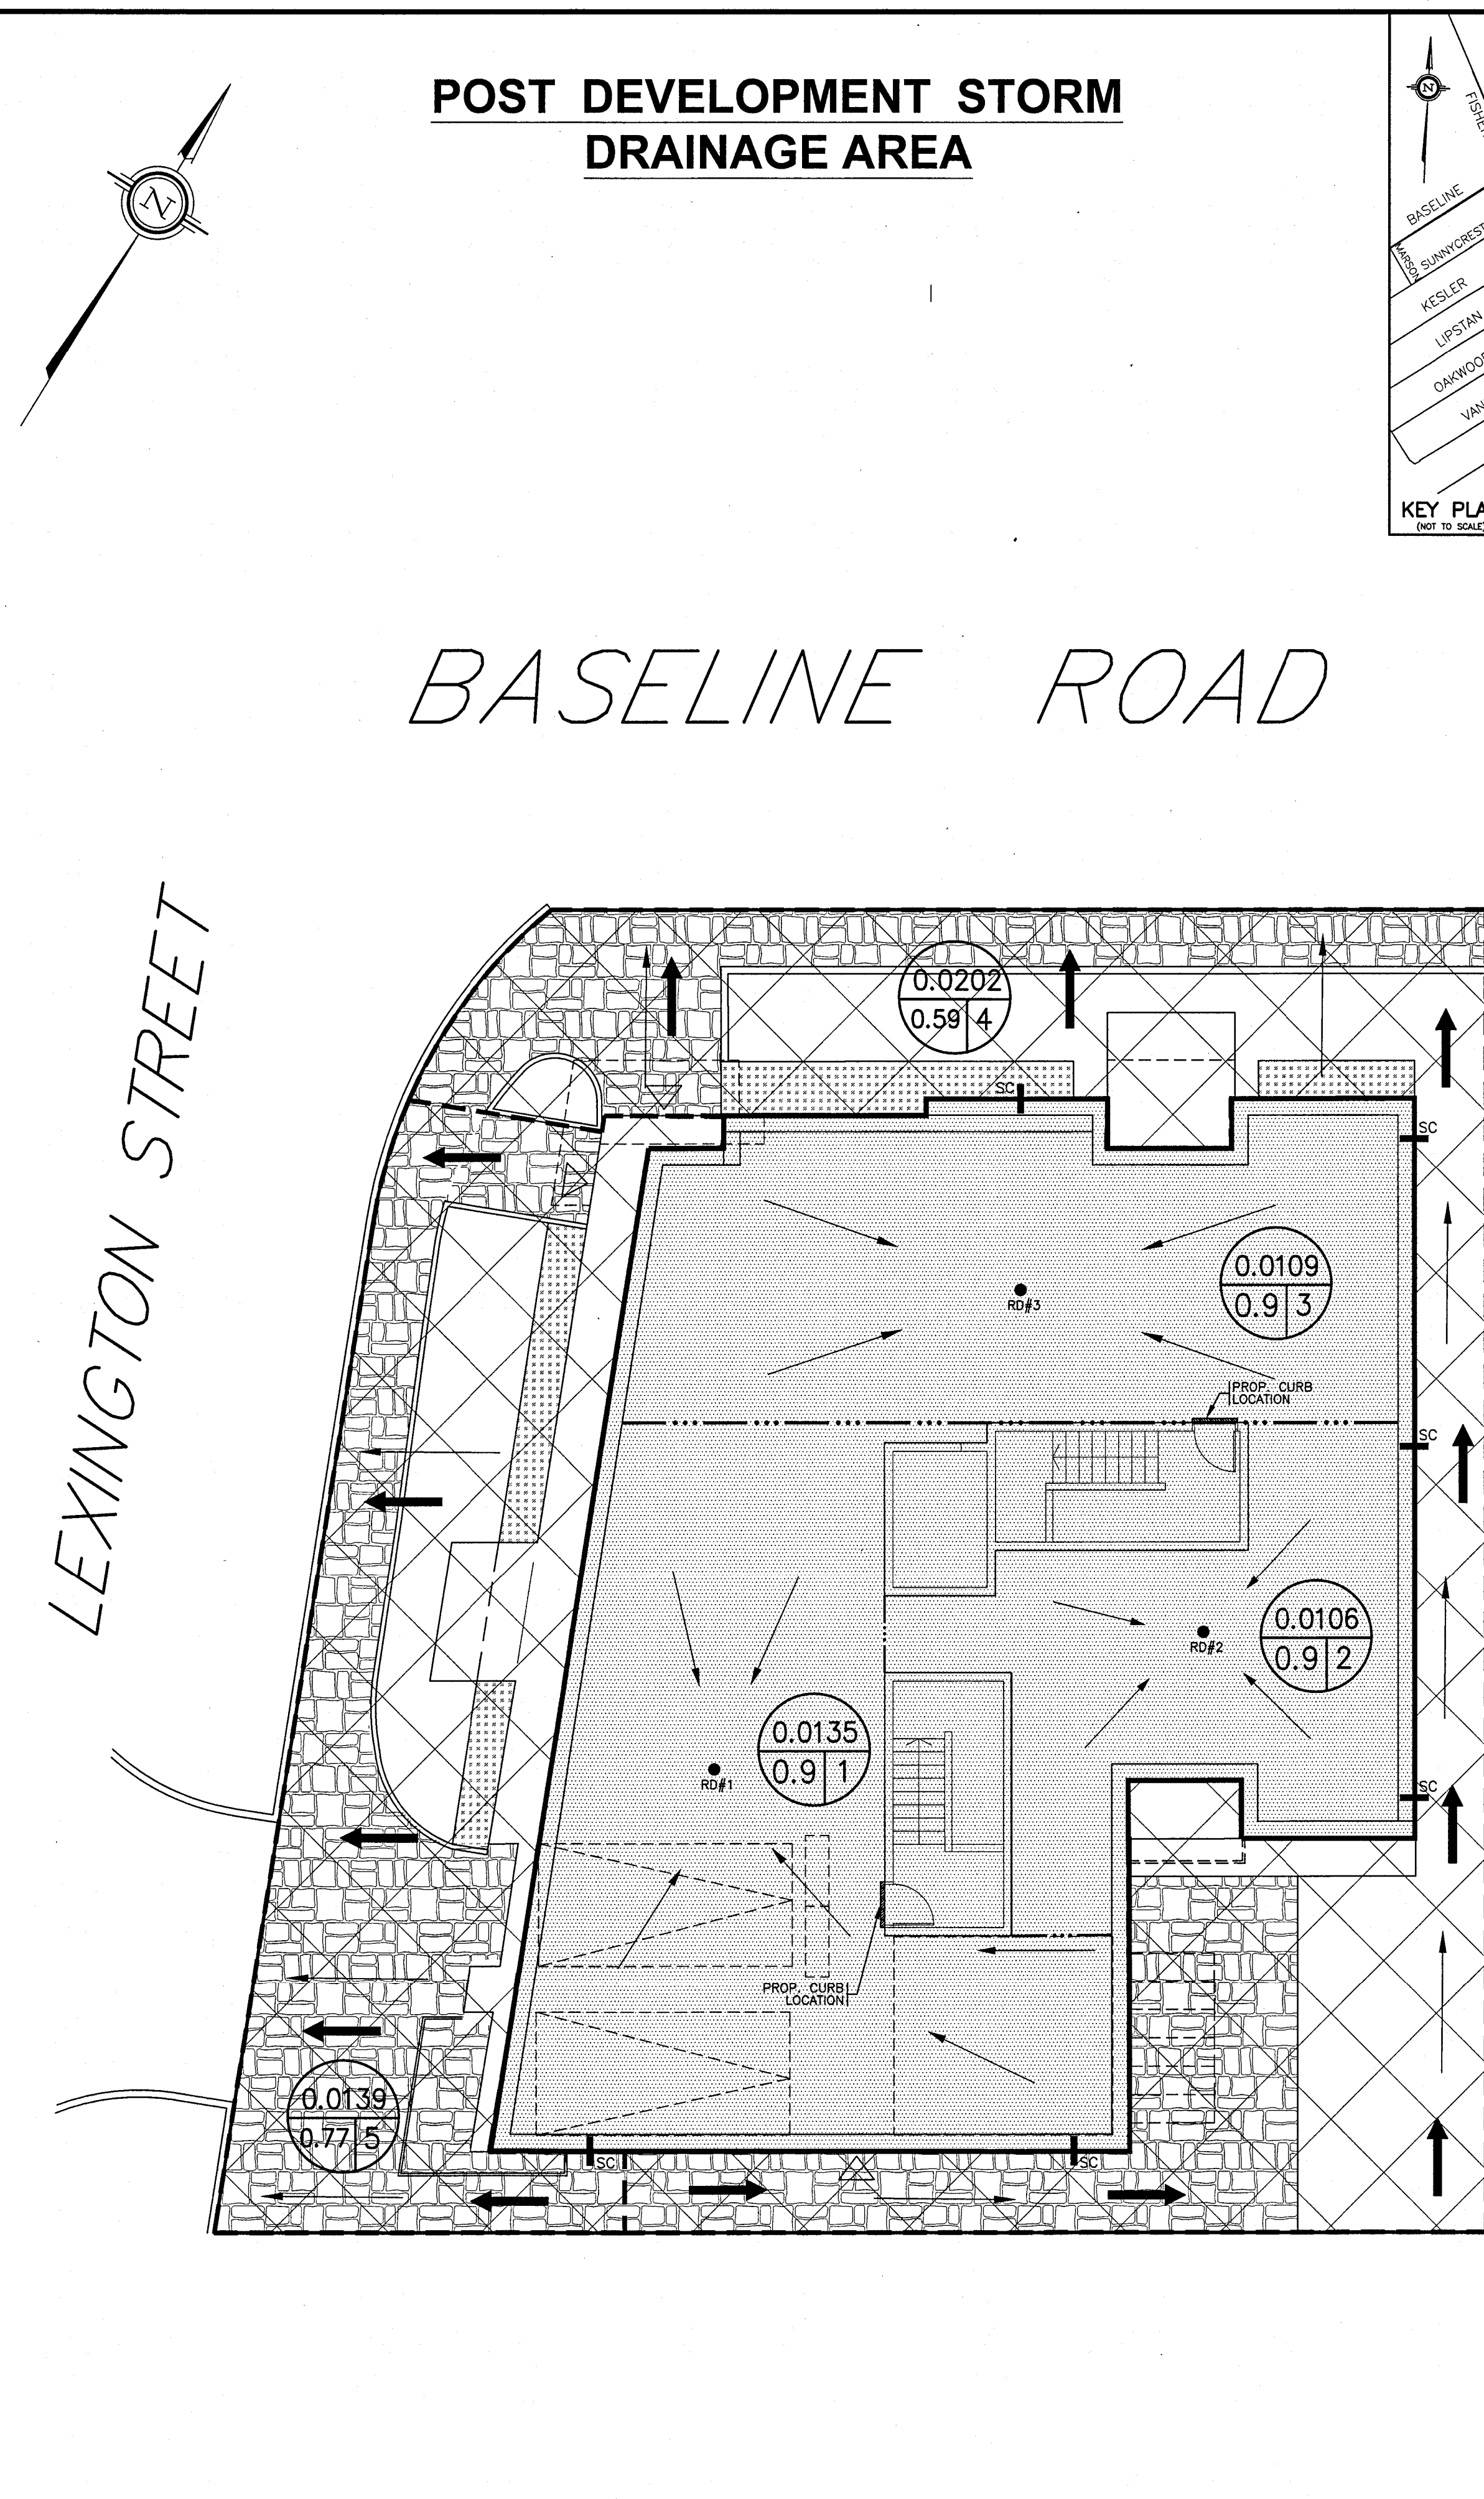 POST DEVELOPMENT STORM
DRAINAGE AREA
N
N
BASELINE
MARSON
SUNNYCREST
KESLER
LIPSTAN
(NOT TO SCALE)
BASELINE ROAD
LEXINGTON STREET
0.0202
0.59 4
SC
SC
0.0109
0.9 3
RD#3
PROP. CURB
LOCATION
SC
0.0106
0.9 2
RD#2
0.0135
0.9 1
RD#1
SC
PROP. CURB
LOCATION
0.0139
0.77 5
SC
SC